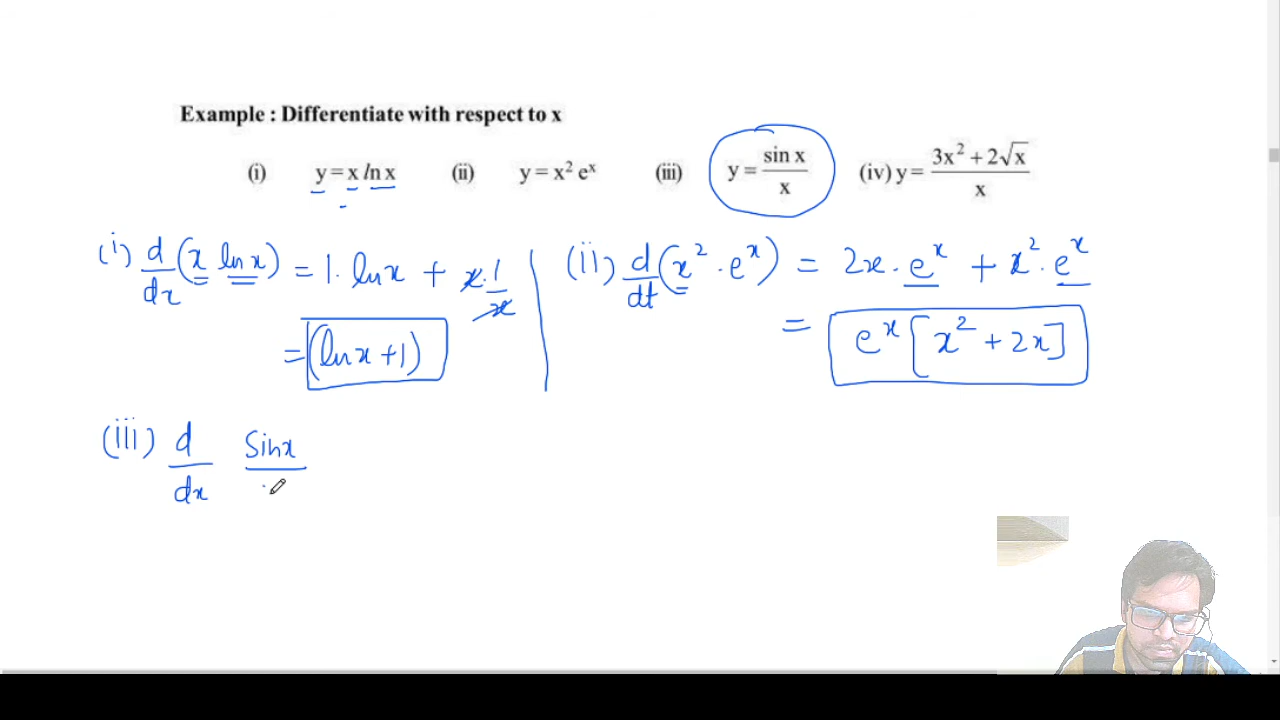 Example : Differentiate with respect to x
(i) y = x ln x (ii) y = x² eˣ (iii) y = sin x / x (iv) y = 3x² + 2√x / x
(i) d/dx (x ln x) = 1. ln x + x. 1/x
= (ln x + 1)
(ii) d/dt (x² · eˣ) = 2x · eˣ + x² · eˣ
= eˣ [x² + 2x]
(iii) d/dx sin x